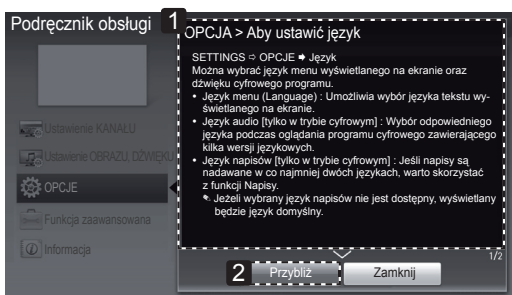 Podręcznik obsługi
1
OPCJA > Aby ustawić język
SETTINGS ⇨ OPCJE ➡ Język
Można wybrać język menu wyświetlanego na ekranie oraz
dźwięku cyfrowego programu.
• Język menu (Language) : Umożliwia wybór języka tekstu wy-
świetlanego na ekranie.
• Język audio [tylko w trybie cyfrowym] : Wybór odpowiedniego
języka podczas oglądania programu cyfrowego zawierającego
kilka wersji językowych.
• Język napisów [tylko w trybie cyfrowym] : Jeśli napisy są
nadawane w co najmniej dwóch językach, warto skorzystać
z funkcji Napisy.
✎ Jeżeli wybrany język napisów nie jest dostępny, wyświetlany
będzie język domyślny.
Ustawienie KANAŁU
Ustawienie OBRAZU, DŹWIĘKU
OPCJE
Funkcja zaawansowana
Informacja
1/2
2
Przybliż
Zamknij